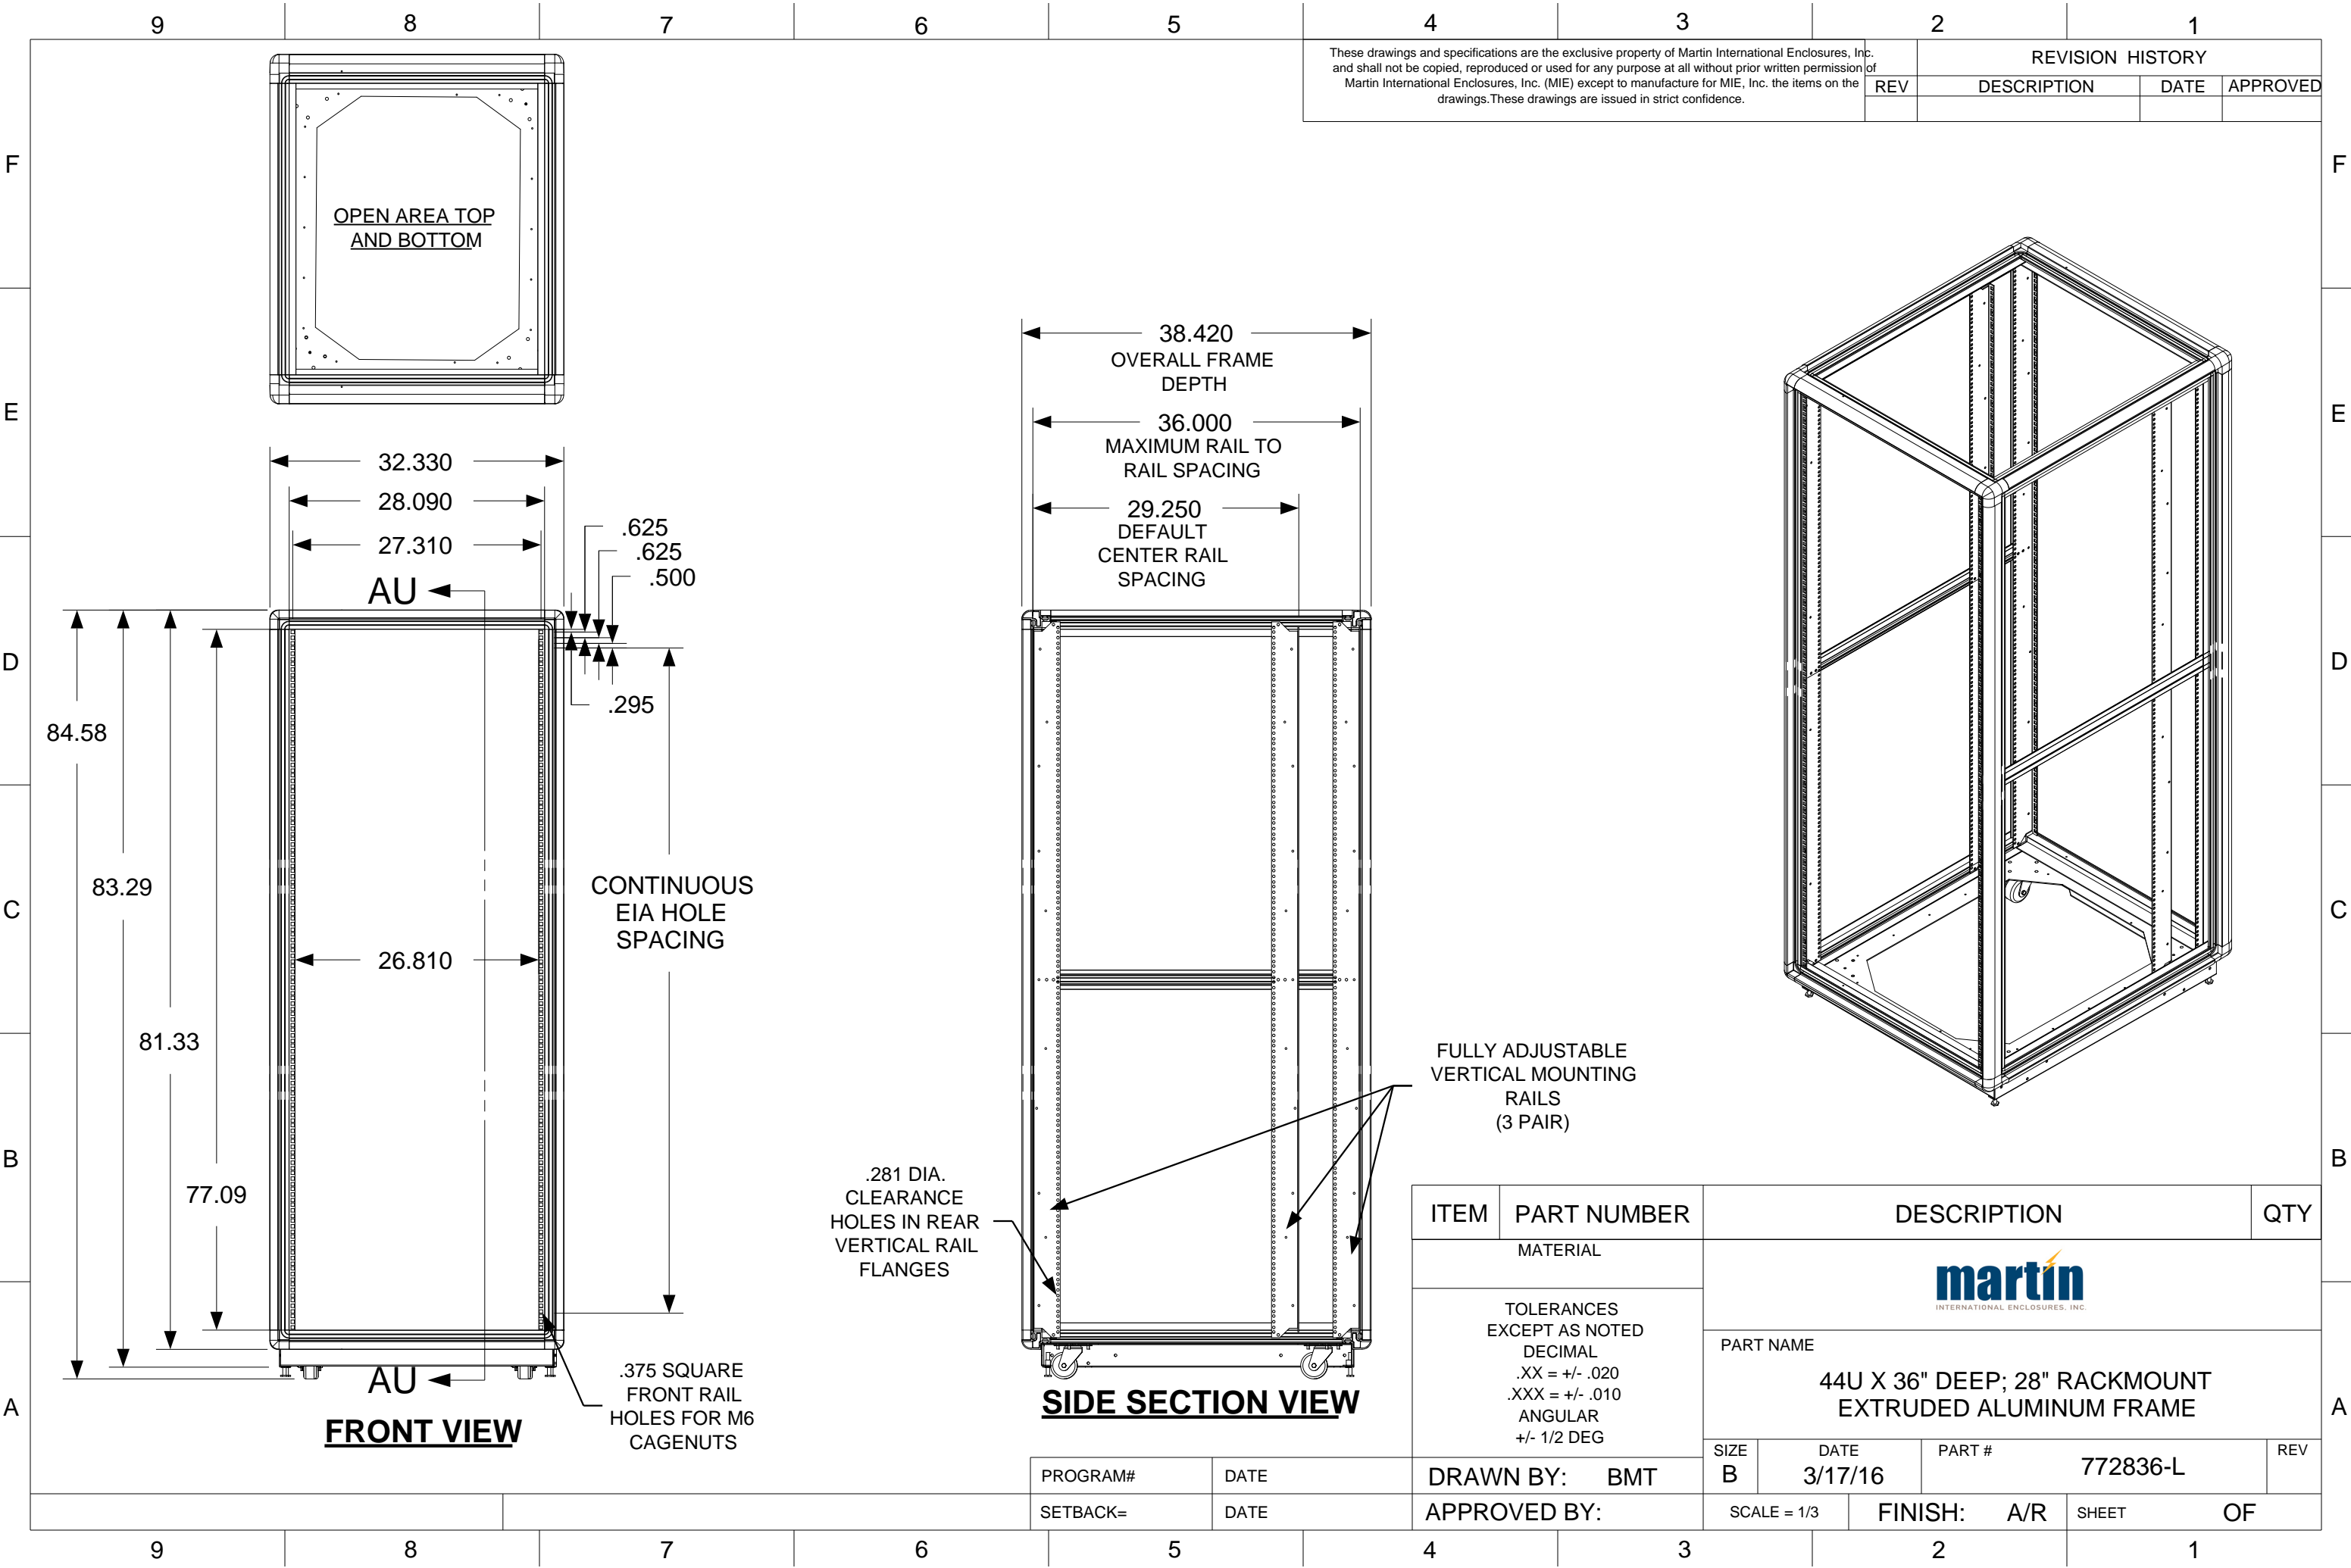 9 8 7 6 5 4 3 2 1
These drawings and specifications are the exclusive property of Martin International Enclosures, Inc.
and shall not be copied, reproduced or used for any purpose at all without prior written permission of
Martin International Enclosures, Inc. (MIE) except to manufacture for MIE, Inc. the items on the
drawings.These drawings are issued in strict confidence.
REVISION HISTORY
REV DESCRIPTION DATE APPROVED
F F
OPEN AREA TOP
AND BOTTOM
E E
38.420
OVERALL FRAME
DEPTH
36.000
MAXIMUM RAIL TO
RAIL SPACING
29.250
DEFAULT
CENTER RAIL
SPACING
32.330
28.090
27.310
.625
.625
.500
.295
AU
D D
84.58
83.29
81.33
77.09
26.810
CONTINUOUS
EIA HOLE
SPACING
C C
B B
FULLY ADJUSTABLE
VERTICAL MOUNTING
RAILS
(3 PAIR)
.281 DIA.
CLEARANCE
HOLES IN REAR
VERTICAL RAIL
FLANGES
AU
.375 SQUARE
FRONT RAIL
HOLES FOR M6
CAGENUTS
FRONT VIEW
SIDE SECTION VIEW
A A
ITEM PART NUMBER DESCRIPTION QTY
MATERIAL
martin
INTERNATIONAL ENCLOSURES, INC.
TOLERANCES
EXCEPT AS NOTED
DECIMAL
.XX = +/- .020
.XXX = +/- .010
ANGULAR
+/- 1/2 DEG
PART NAME
44U X 36" DEEP; 28" RACKMOUNT
EXTRUDED ALUMINUM FRAME
SIZE DATE PART # REV
B 3/17/16 772836-L
PROGRAM# DATE DRAWN BY: BMT
SETBACK= DATE APPROVED BY: SCALE = 1/3 FINISH: A/R SHEET OF
9 8 7 6 5 4 3 2 1